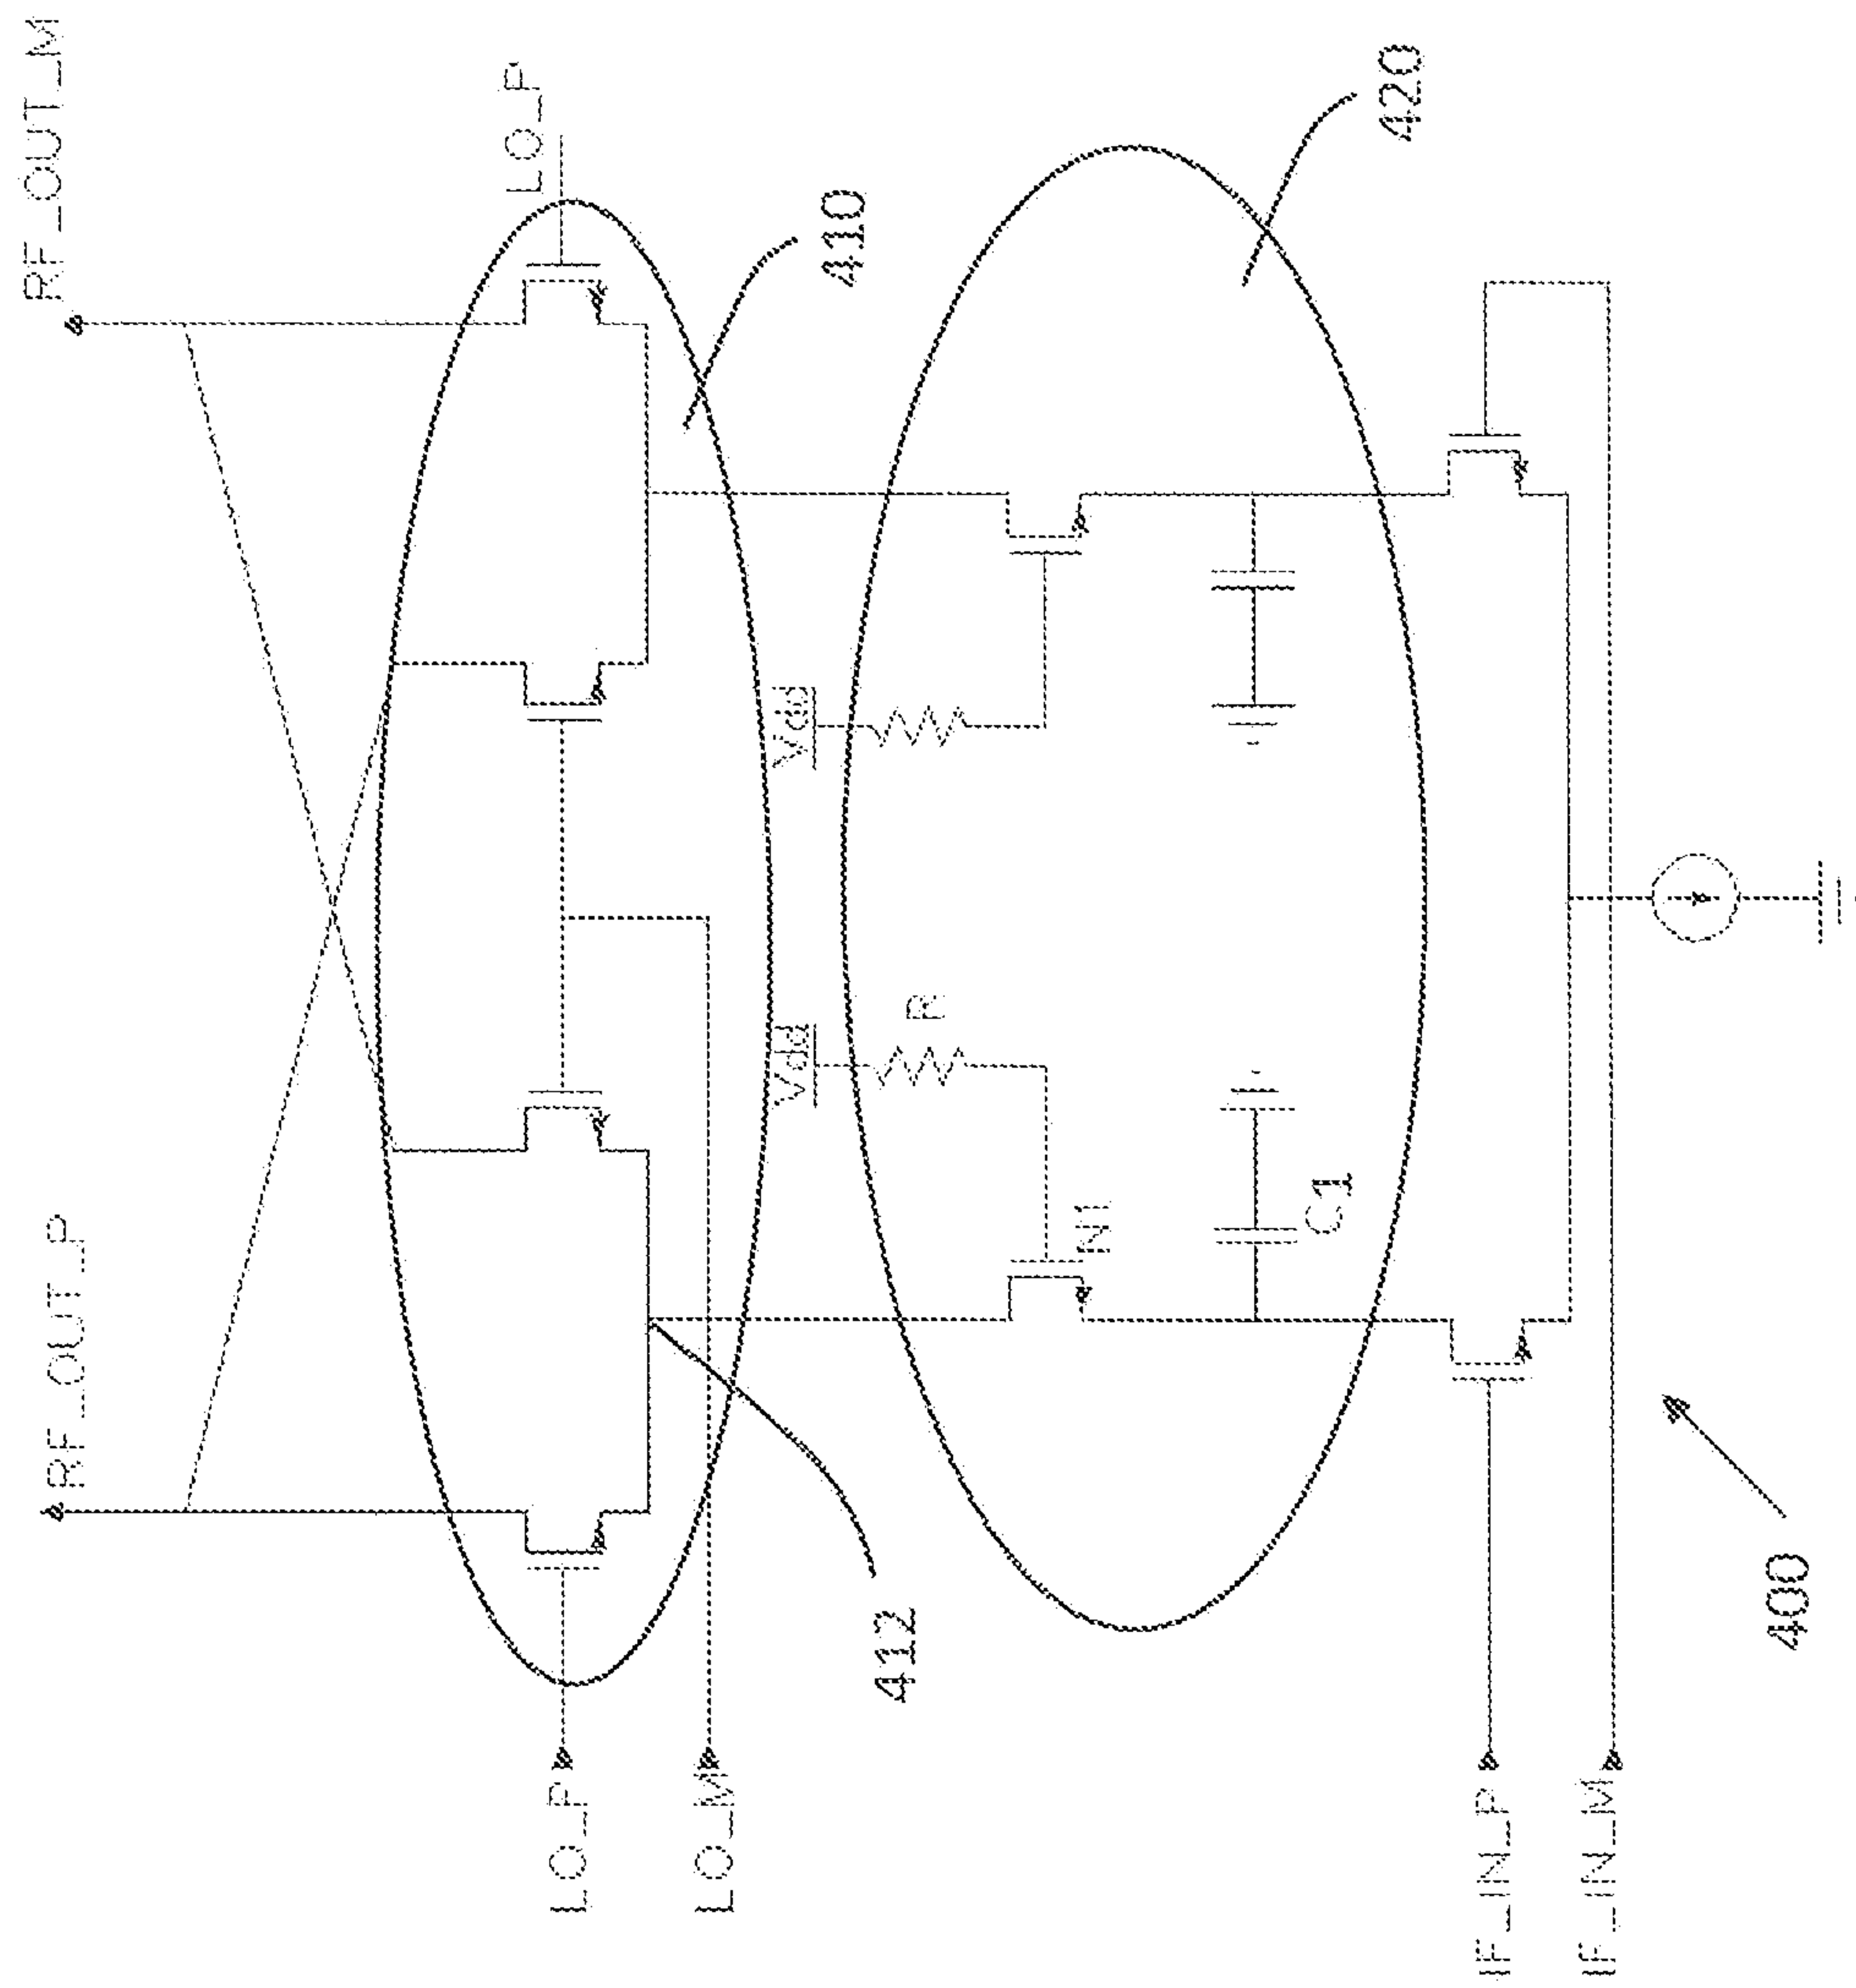 RF_OUT_P
RF_OUT_M
LO_P
LO_P
LO_M
410
412
Vdd
Vdd
R
N1
C1
420
IF_IN_P
IF_IN_M
400